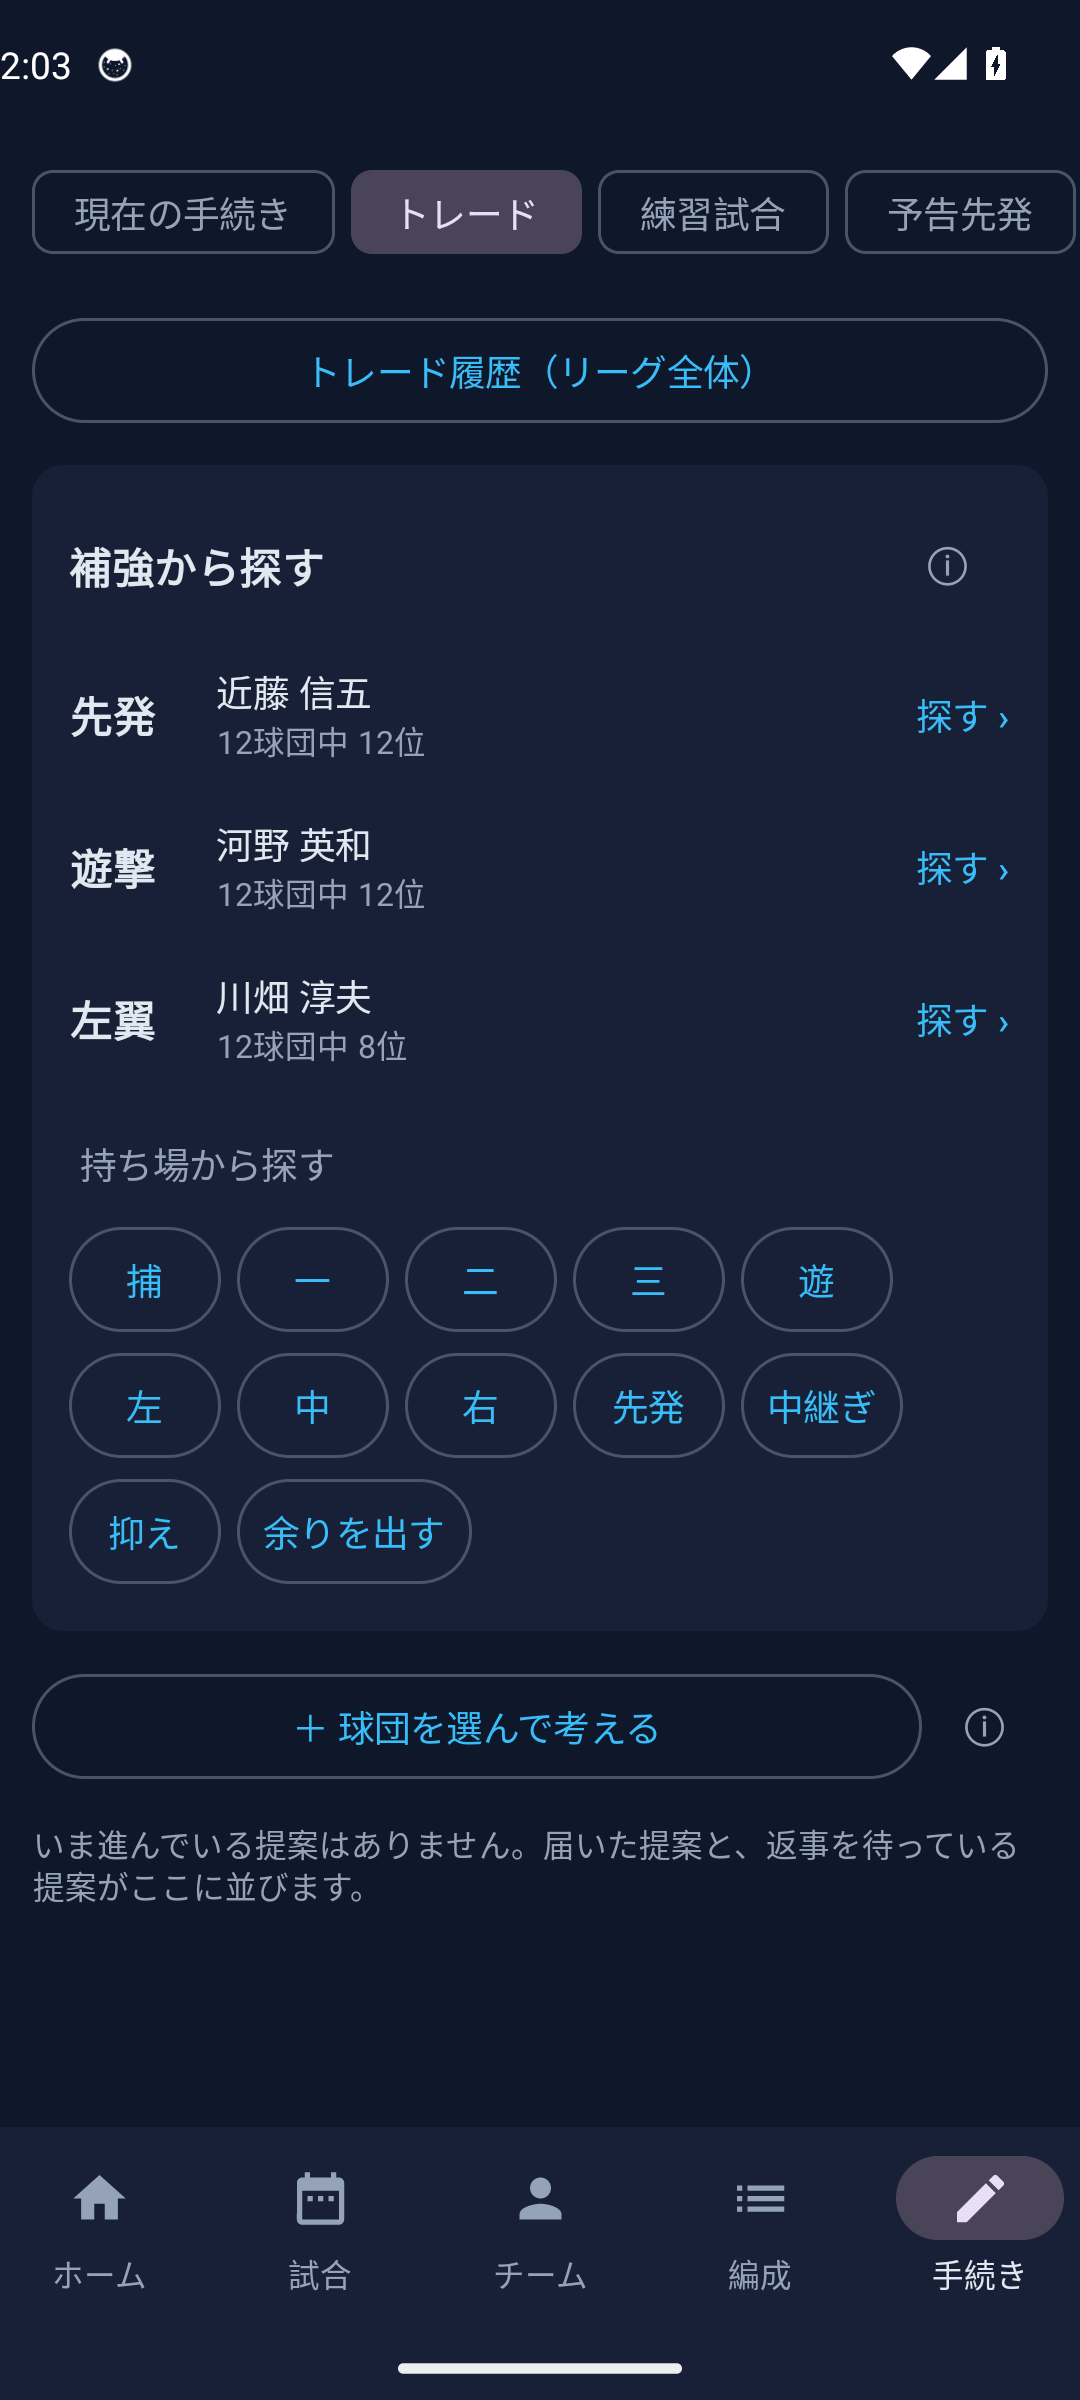 2:03
現在の手続き
トレード
練習試合
予告先発
トレード履歴（リーグ全体）
補強から探す
先発
近藤 信五
12球団中 12位
探す ›
遊撃
河野 英和
12球団中 12位
探す ›
左翼
川畑 淳夫
12球団中 8位
探す ›
持ち場から探す
捕
一
二
三
遊
左
中
右
先発
中継ぎ
抑え
余りを出す
＋ 球団を選んで考える
いま進んでいる提案はありません。届いた提案と、返事を待っている
提案がここに並びます。
ホーム
試合
チーム
編成
手続き